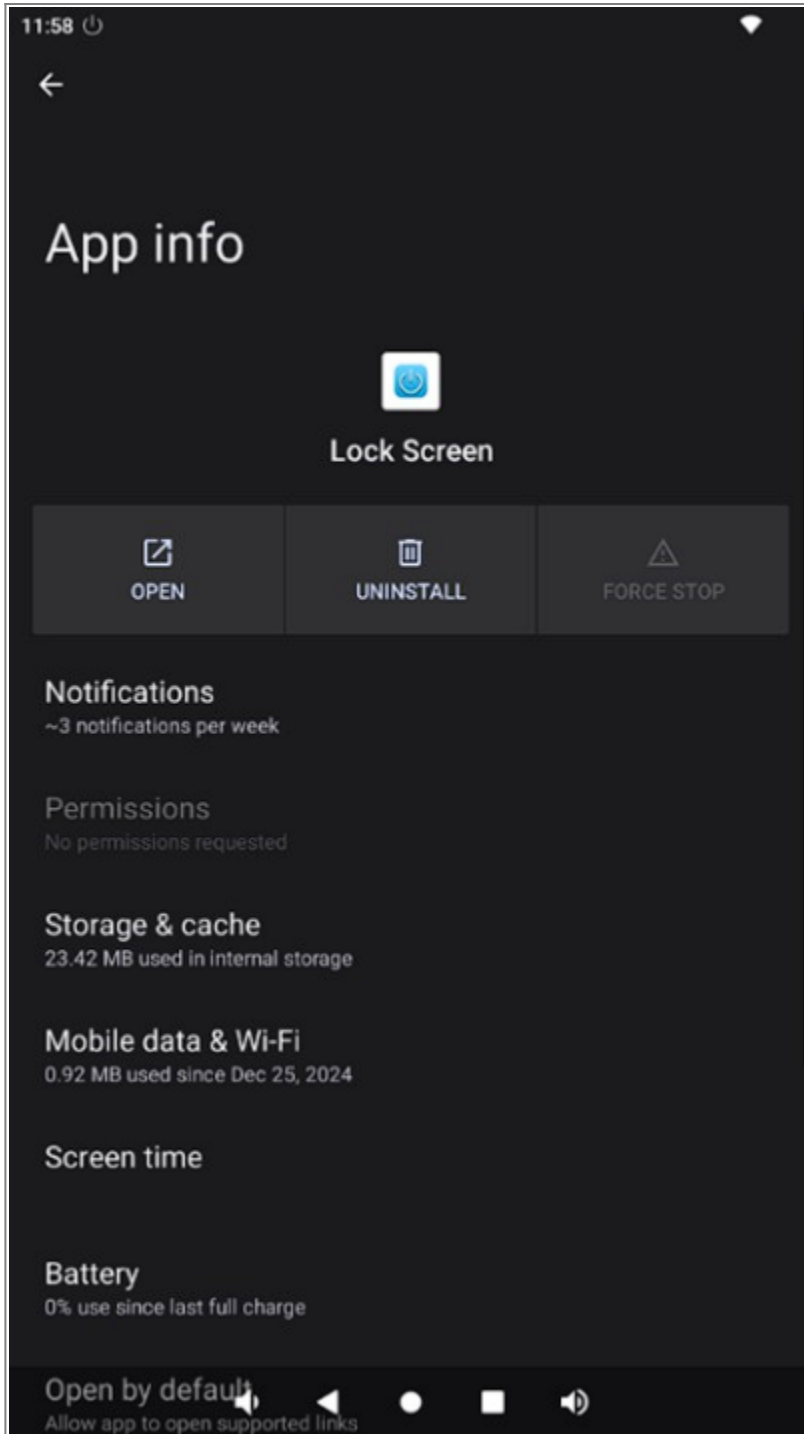 11:58
App info
Lock Screen
OPEN
UNINSTALL
FORCE STOP
Notifications
~3 notifications per week
Permissions
No permissions requested
Storage & cache
23.42 MB used in internal storage
Mobile data & Wi-Fi
0.92 MB used since Dec 25, 2024
Screen time
Battery
0% use since last full charge
Open by default
Allow app to open supported links